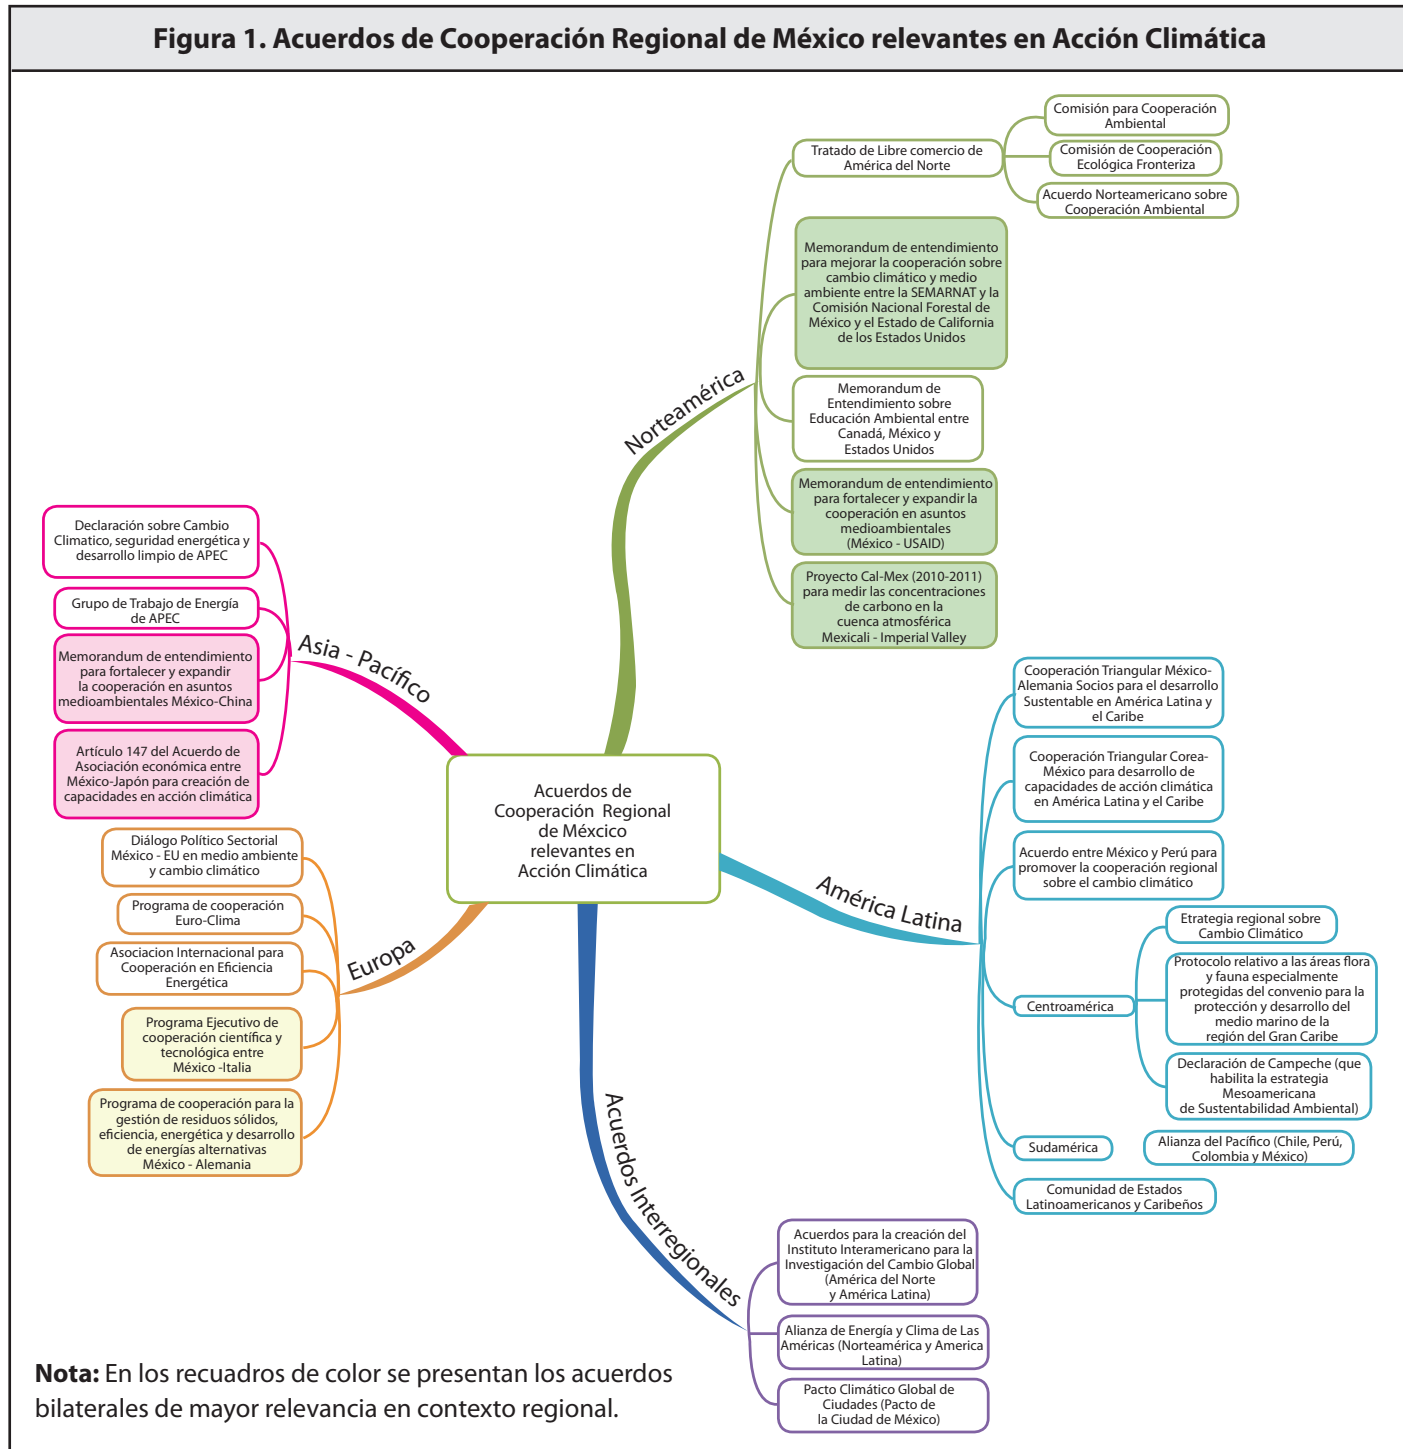 Figura 1. Acuerdos de Cooperación Regional de México relevantes en Acción Climática
Comisión para Cooperación
Ambiental
Tratado de Libre comercio de
América del Norte
Comisión de Cooperación
Ecológica Fronteriza
Acuerdo Norteamericano sobre
Cooperación Ambiental
Memorandum de entendimiento
para mejorar la cooperación sobre
cambio climático y medio
ambiente entre la SEMARNAT y la
Comisión Nacional Forestal de
México y el Estado de California
de los Estados Unidos
Norteamérica
Memorandum de
Entendimiento sobre
Educación Ambiental entre
Canadá, México y
Estados Unidos
Memorandum de entendimiento
para fortalecer y expandir la
cooperación en asuntos
medioambientales
(México - USAID)
Proyecto Cal-Mex (2010-2011)
para medir las concentraciones
de carbono en la
cuenca atmosférica
Mexicali - Imperial Valley
Declaración sobre Cambio
Climatico, seguridad energética y
desarrollo limpio de APEC
Grupo de Trabajo de Energía
de APEC
Asia - Pacífico
Memorandum de entendimiento
para fortalecer y expandir
la cooperación en asuntos
medioambientales México-China
Artículo 147 del Acuerdo de
Asociación económica entre
México-Japón para creación de
capacidades en acción climática
Acuerdos de
Cooperación Regional
de Méxcico
relevantes en
Acción Climática
Cooperación Triangular México-
Alemania Socios para el desarrollo
Sustentable en América Latina y
el Caribe
Cooperación Triangular Corea-
México para desarrollo de
capacidades de acción climática
en América Latina y el Caribe
Acuerdo entre México y Perú para
promover la cooperación regional
sobre el cambio climático
América Latina
Etrategia regional sobre
Cambio Climático
Centroamérica
Protocolo relativo a las áreas flora
y fauna especialmente
protegidas del convenio para la
protección y desarrollo del
medio marino de la
región del Gran Caribe
Declaración de Campeche (que
habilita la estrategia
Mesoamericana
de Sustentabilidad Ambiental)
Sudamérica
Alianza del Pacífico (Chile, Perú,
Colombia y México)
Comunidad de Estados
Latinoamericanos y Caribeños
Diálogo Político Sectorial
México - EU en medio ambiente
y cambio climático
Programa de cooperación
Euro-Clima
Europa
Asociacion Internacional para
Cooperación en Eficiencia
Energética
Programa Ejecutivo de
cooperación científica y
tecnológica entre
México -Italia
Programa de cooperación para la
gestión de residuos sólidos,
eficiencia, energética y desarrollo
de energías alternativas
México - Alemania
Acuerdos Interregionales
Acuerdos para la creación del
Instituto Interamericano para la
Investigación del Cambio Global
(América del Norte
y América Latina)
Alianza de Energía y Clima de Las
Américas (Norteamérica y America
Latina)
Pacto Climático Global de
Ciudades (Pacto de
la Ciudad de México)
Nota: En los recuadros de color se presentan los acuerdos
bilaterales de mayor relevancia en contexto regional.